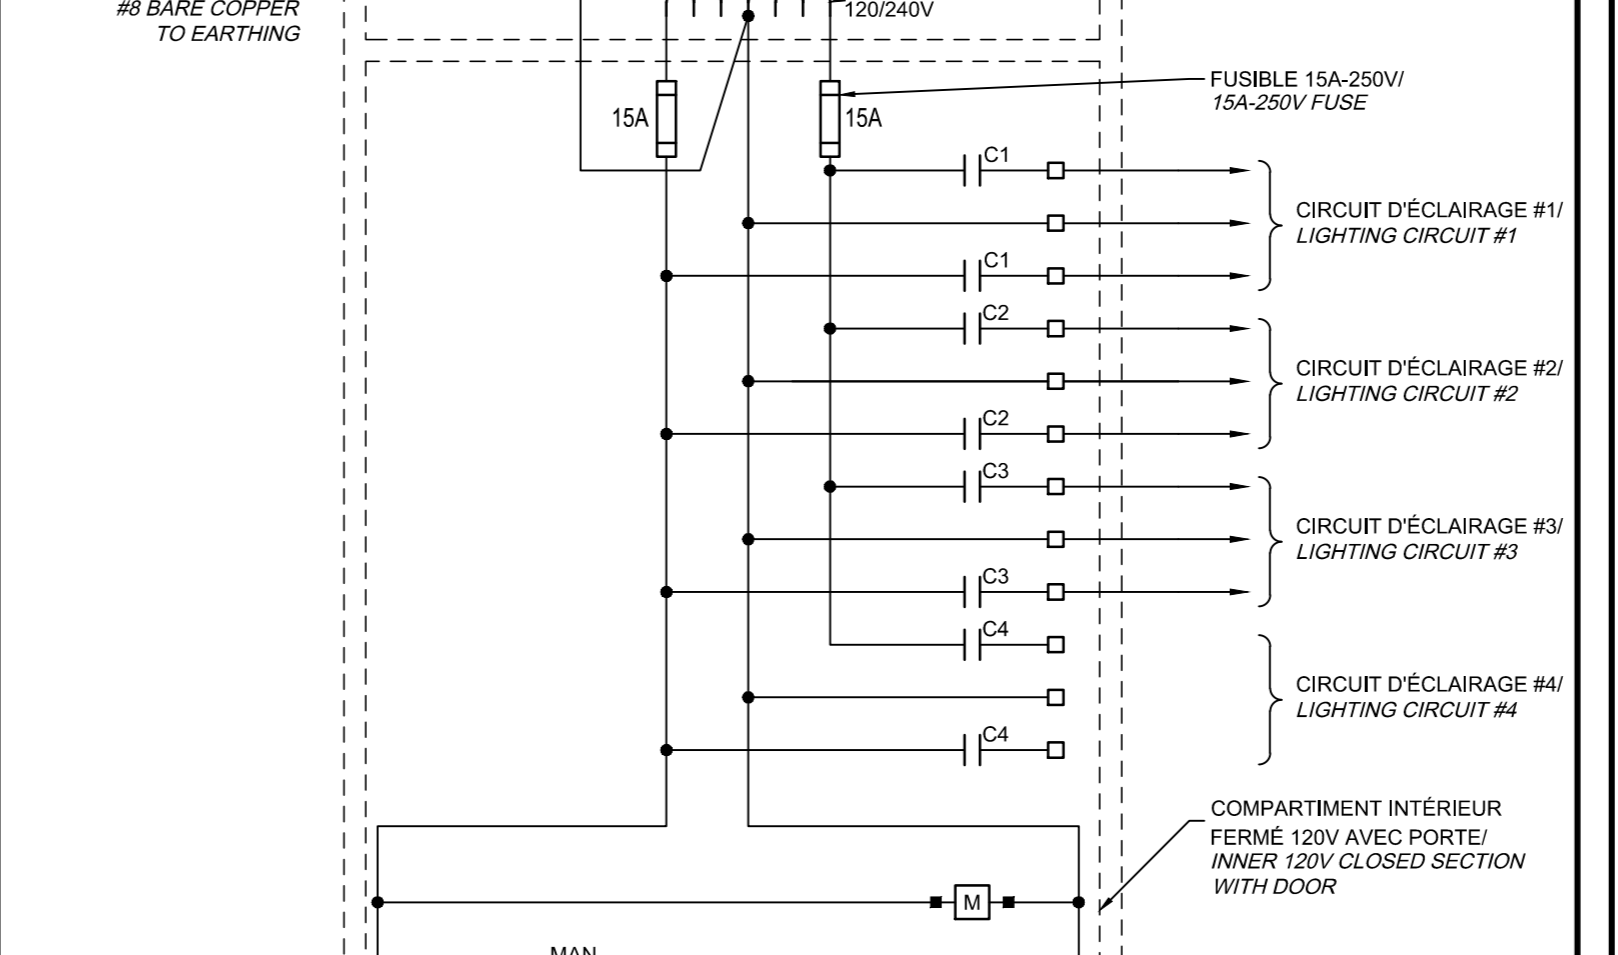 #8 BARE COPPER
TO EARTHING
120/240V
FUSIBLE 15A-250V/
15A-250V FUSE
15A
15A
C1
C1
CIRCUIT D'ÉCLAIRAGE #1/
LIGHTING CIRCUIT #1
C2
C2
CIRCUIT D'ÉCLAIRAGE #2/
LIGHTING CIRCUIT #2
C3
C3
CIRCUIT D'ÉCLAIRAGE #3/
LIGHTING CIRCUIT #3
C4
C4
CIRCUIT D'ÉCLAIRAGE #4/
LIGHTING CIRCUIT #4
COMPARTIMENT INTÉRIEUR
FERMÉ 120V AVEC PORTE/
INNER 120V CLOSED SECTION
WITH DOOR
M
MAN